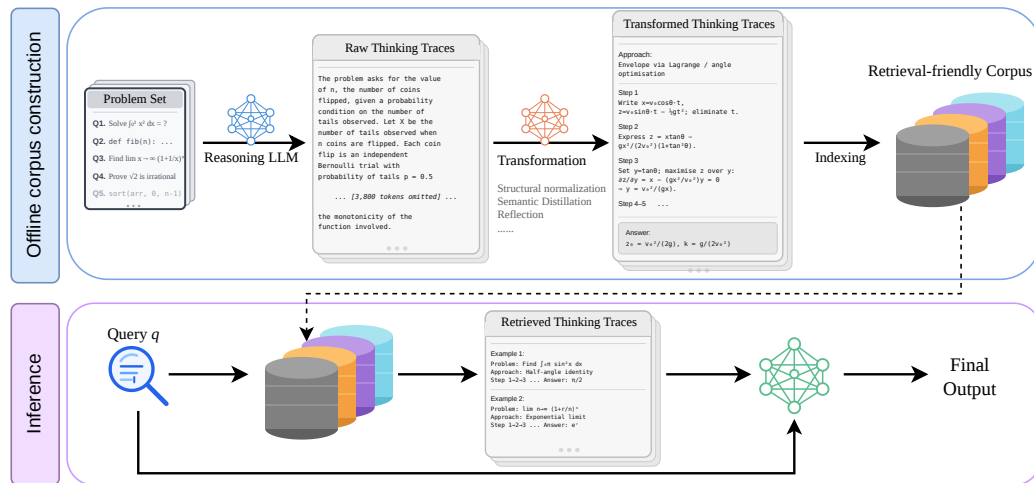 Offline corpus construction
Problem Set
Q1. Solve ∫₀¹ x² dx = ?
Q2. def fib(n): ...
Q3. Find lim x→∞ (1+1/x)ˣ
Q4. Prove √2 is irrational
Q5. sort(arr, 0, n-1)
Reasoning LLM
Raw Thinking Traces
The problem asks for the value
of n, the number of coins
flipped, given a probability
condition on the number of
tails observed. Let X be the
number of tails observed when
n coins are flipped. Each coin
flip is an independent
Bernoulli trial with
probability of tails p = 0.5
... [3,800 tokens omitted] ...
the monotonicity of the
function involved.
Transformation
Structural normalization
Semantic Distillation
Reflection
......
Transformed Thinking Traces
Approach:
Envelope via Lagrange / angle
optimisation
Step 1
Write x=v₀cosθ·t,
z=v₀sinθ·t − ½gt²; eliminate t.
Step 2
Express z = xtanθ −
gx²/(2v₀²)(1+tan²θ).
Step 3
Set y=tanθ; maximise z over y:
∂z/∂y = x − (gx²/v₀²)y = 0
→ y = v₀²/(gx).
Step 4–5 ...
Answer:
z₀ = v₀²/(2g), k = g/(2v₀²)
Indexing
Retrieval-friendly Corpus
Inference
Query q
Retrieved Thinking Traces
Example 1:
Problem: Find ∫₀π sin²x dx
Approach: Half-angle identity
Step 1→2→3 ... Answer: π/2
Example 2:
Problem: lim n→∞ (1+r/n)ⁿ
Approach: Exponential limit
Step 1→2→3 ... Answer: eʳ
Final
Output